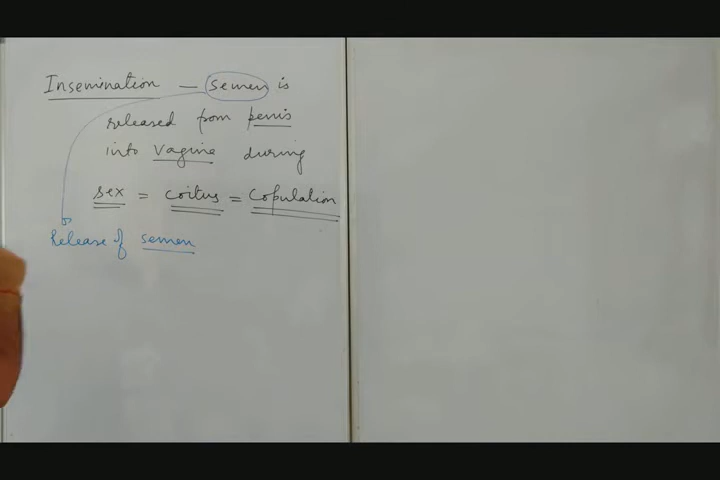 Insemination — Semen is
released from penis
into vagina during
sex = coitus = Copulation
Release of semen